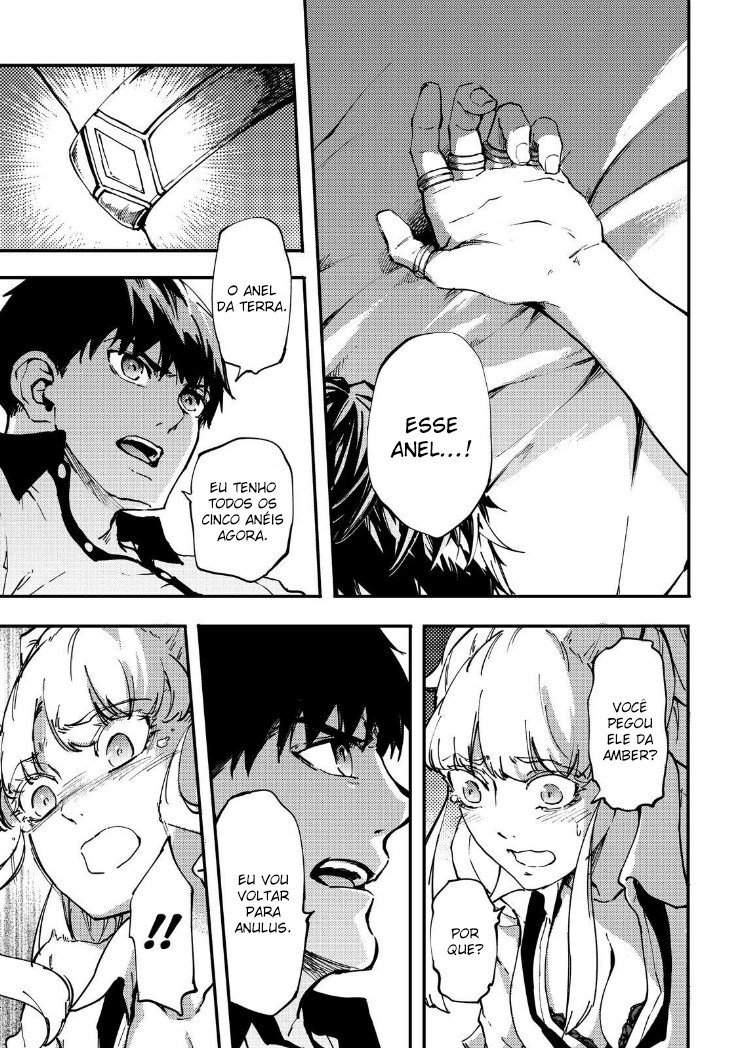 ESSE
ANEL...!
O ANEL
DA TERRA.
EU TENHO
TODOS OS
CINCO ANÉIS
AGORA.
VOCÊ
PEGOU
ELE DA
AMBER?
POR
QUE?
EU VOU
VOLTAR
PARA
ANULUS.
!!